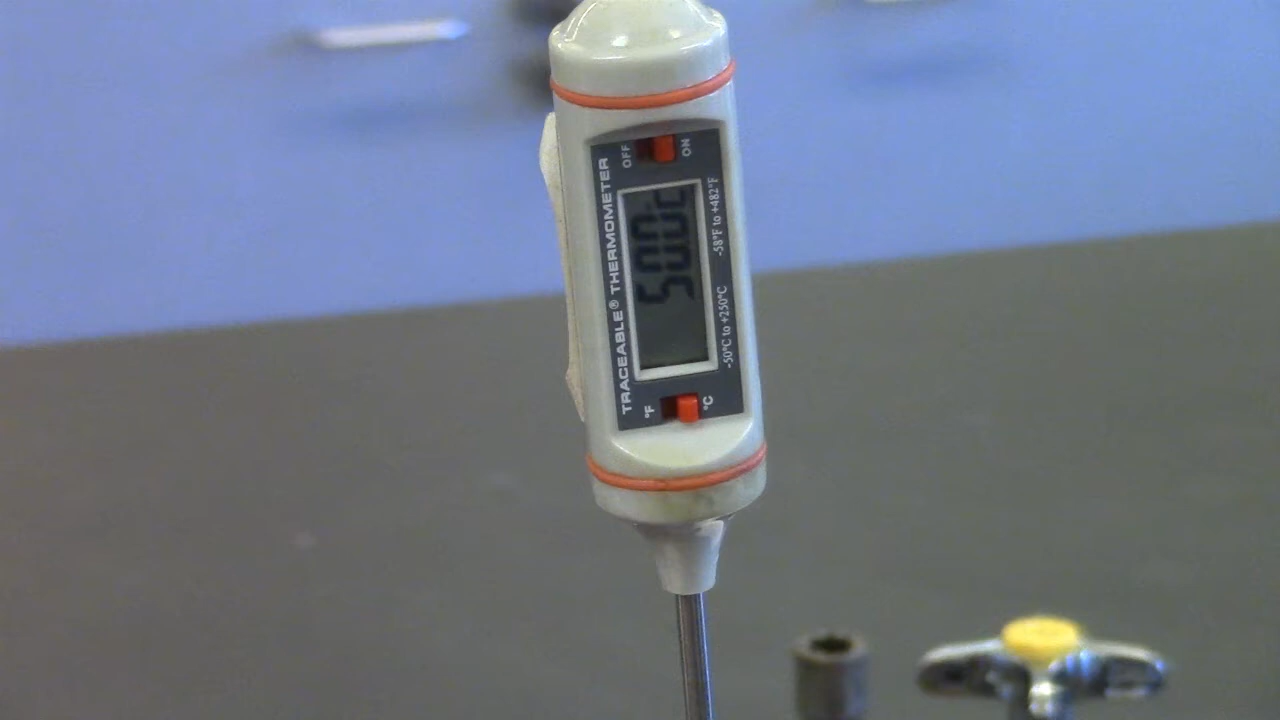 OFF ON
TRACEABLE® THERMOMETER
50.0°C
-58°F to +482°F
-50°C to +250°C
°F °C